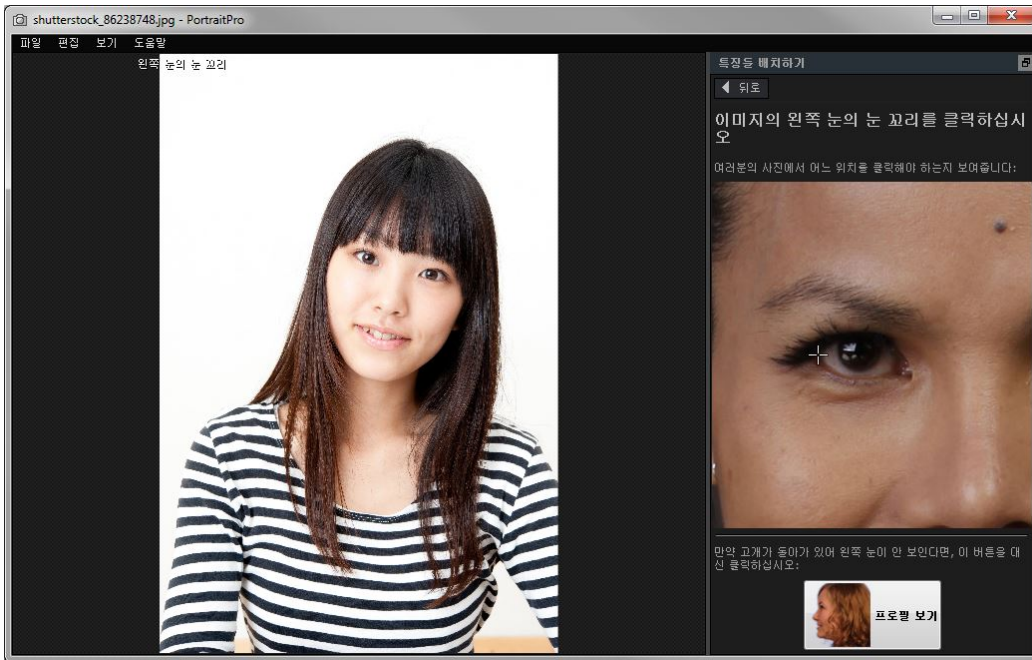 shutterstock_86238748.jpg - PortraitPro
파일 편집 보기 도움말
왼쪽 눈의 눈 꼬리
특징들 배치하기
뒤로
이미지의 왼쪽 눈의 눈 꼬리를 클릭하십시
오
여러분의 사진에서 어느 위치를 클릭해야 하는지 보여줍니다:
만약 고개가 돌아가 있어 왼쪽 눈이 안 보인다면, 이 버튼을 대
신 클릭하십시오:
프로필 보기